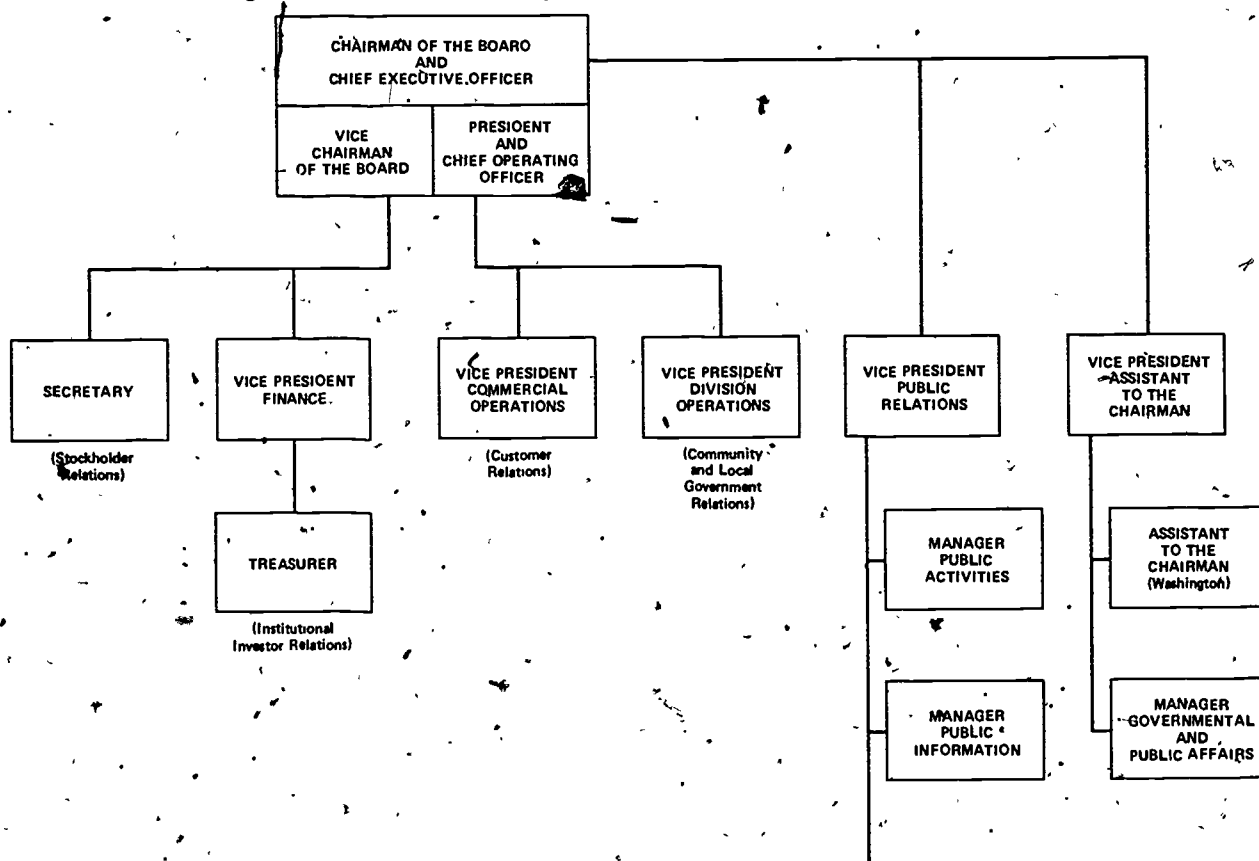 CHAIRMAN OF THE BOARD
AND
CHIEF EXECUTIVE OFFICER
VICE
CHAIRMAN
OF THE BOARD
PRESIDENT
AND
CHIEF OPERATING
OFFICER
SECRETARY
(Stockholder
Relations)
VICE PRESIDENT
FINANCE
TREASURER
(Institutional
Investor Relations)
VICE PRESIDENT
COMMERCIAL
OPERATIONS
(Customer
Relations)
VICE PRESIDENT
DIVISION
OPERATIONS
(Community
and Local
Government
Relations)
VICE PRESIDENT
PUBLIC
RELATIONS
MANAGER
PUBLIC
ACTIVITIES
MANAGER
PUBLIC
INFORMATION
VICE PRESIDENT
ASSISTANT
TO THE
CHAIRMAN
ASSISTANT
TO THE
CHAIRMAN
(Washington)
MANAGER
GOVERNMENTAL
AND
PUBLIC AFFAIRS